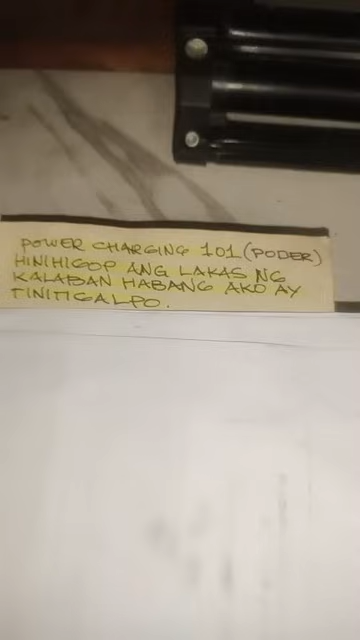 POWER CHARGING 101 (PODER)
HINIHIGOP ANG LAKAS NG
KALABAN HABANG AKO AY
TINITIGALPO.